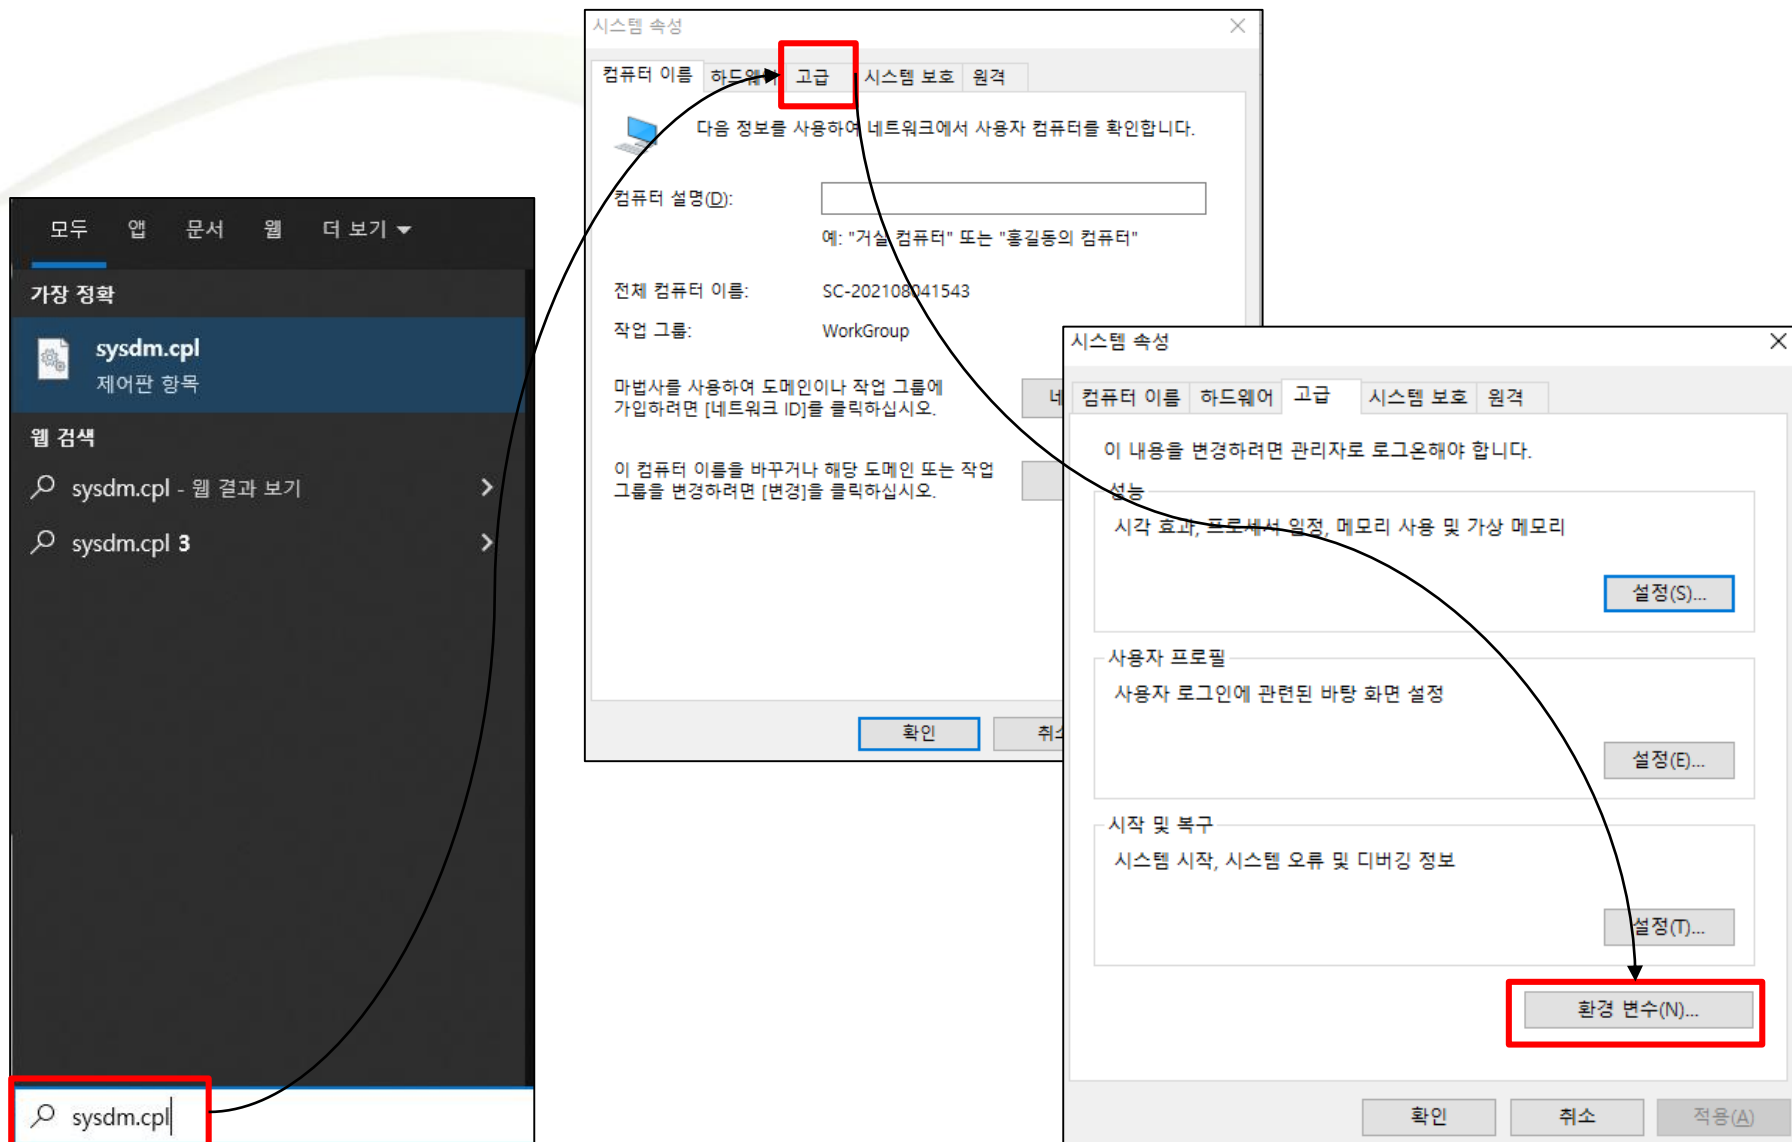 모두 앱 문서 웹 더 보기
가장 정확
sysdm.cpl
제어판 항목
웹 검색
sysdm.cpl - 웹 결과 보기
sysdm.cpl 3
sysdm.cpl
시스템 속성
컴퓨터 이름 하드웨어 고급 시스템 보호 원격
다음 정보를 사용하여 네트워크에서 사용자 컴퓨터를 확인합니다.
컴퓨터 설명(D):
예: "거실 컴퓨터" 또는 "홍길동의 컴퓨터"
전체 컴퓨터 이름: SC-202108041543
작업 그룹: WorkGroup
마법사를 사용하여 도메인이나 작업 그룹에
가입하려면 [네트워크 ID]를 클릭하십시오.
네
이 컴퓨터 이름을 바꾸거나 해당 도메인 또는 작업
그룹을 변경하려면 [변경]을 클릭하십시오.
확인
시스템 속성
컴퓨터 이름 하드웨어 고급 시스템 보호 원격
이 내용을 변경하려면 관리자로 로그온해야 합니다.
성능
시각 효과, 프로세서 일정, 메모리 사용 및 가상 메모리
설정(S)...
사용자 프로필
사용자 로그인에 관련된 바탕 화면 설정
설정(E)...
시작 및 복구
시스템 시작, 시스템 오류 및 디버깅 정보
설정(T)...
환경 변수(N)...
확인 취소 적용(A)